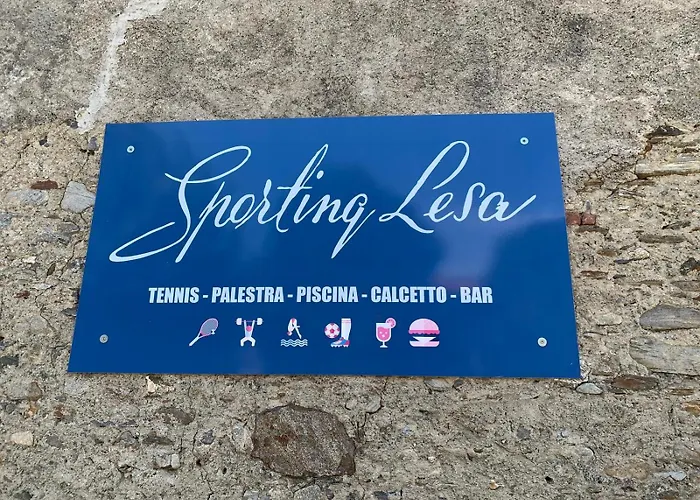 Sporting Lesa
TENNIS - PALESTRA - PISCINA - CALCETTO - BAR